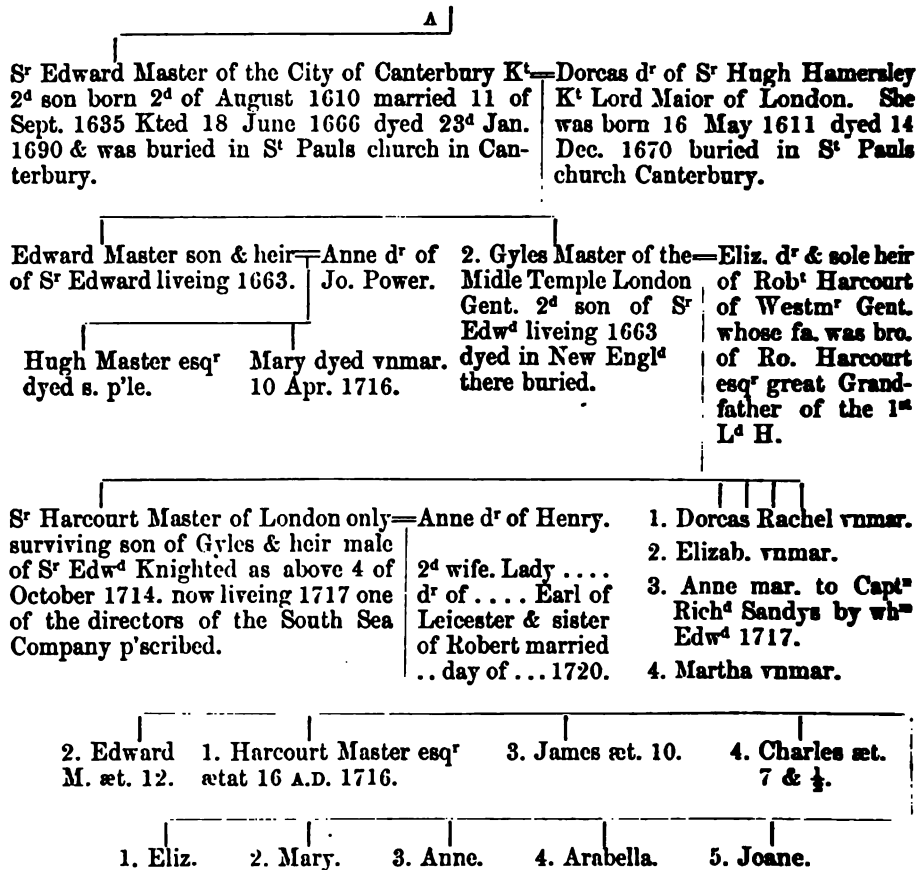 A
Sʳ Edward Master of the City of Canterbury Kᵗ=Dorcas dʳ of Sʳ Hugh Hamersley
2ᵈ son born 2ᵈ of August 1610 married 11 of
Sept. 1635 Kted 18 June 1666 dyed 23ᵈ Jan.
1690 & was buried in Sᵗ Pauls church in Can-
terbury.
Kᵗ Lord Maior of London. She
was born 16 May 1611 dyed 14
Dec. 1670 buried in Sᵗ Pauls
church Canterbury.
Edward Master son & heir=Anne dʳ of
of Sʳ Edward liveing 1663.
Jo. Power.
2. Gyles Master of the=Eliz. dʳ & sole heir
Midle Temple London
Gent. 2ᵈ son of Sʳ
Edwᵈ liveing 1663
dyed in New Englᵈ
there buried.
of Robᵗ Harcourt
of Westmʳ Gent.
whose fa. was bro.
of Ro. Harcourt
esqʳ great Grand-
father of the 1ˢᵗ
Lᵈ H.
Hugh Master esqʳ
dyed s. p'le.
Mary dyed vnmar.
10 Apr. 1716.
Sʳ Harcourt Master of London only=Anne dʳ of Henry.
surviving son of Gyles & heir male
of Sʳ Edwᵈ Knighted as above 4 of
October 1714. now liveing 1717 one
of the directors of the South Sea
Company p'scribed.
2ᵈ wife. Lady ....
dʳ of .... Earl of
Leicester & sister
of Robert married
.. day of ... 1720.
1. Dorcas Rachel vnmar.
2. Elizab. vnmar.
3. Anne mar. to Captⁿ
Richᵈ Sandys by whᵐ
Edwᵈ 1717.
4. Martha vnmar.
2. Edward
M. æt. 12.
1. Harcourt Master esqʳ
ætat 16 A.D. 1716.
3. James æt. 10.
4. Charles æt.
7 & ½.
1. Eliz.
2. Mary.
3. Anne.
4. Arabella.
5. Joane.